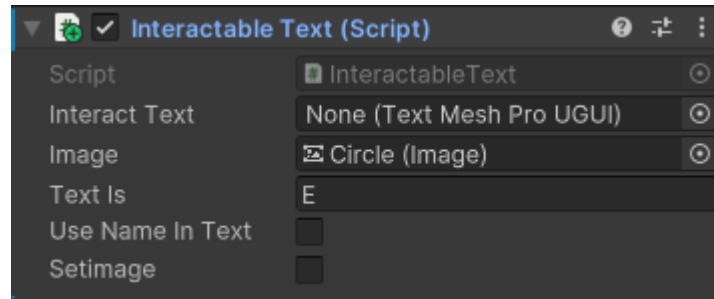 Interactable Text (Script)
Script InteractableText
Interact Text None (Text Mesh Pro UGUI)
Image Circle (Image)
Text Is E
Use Name In Text
Setimage